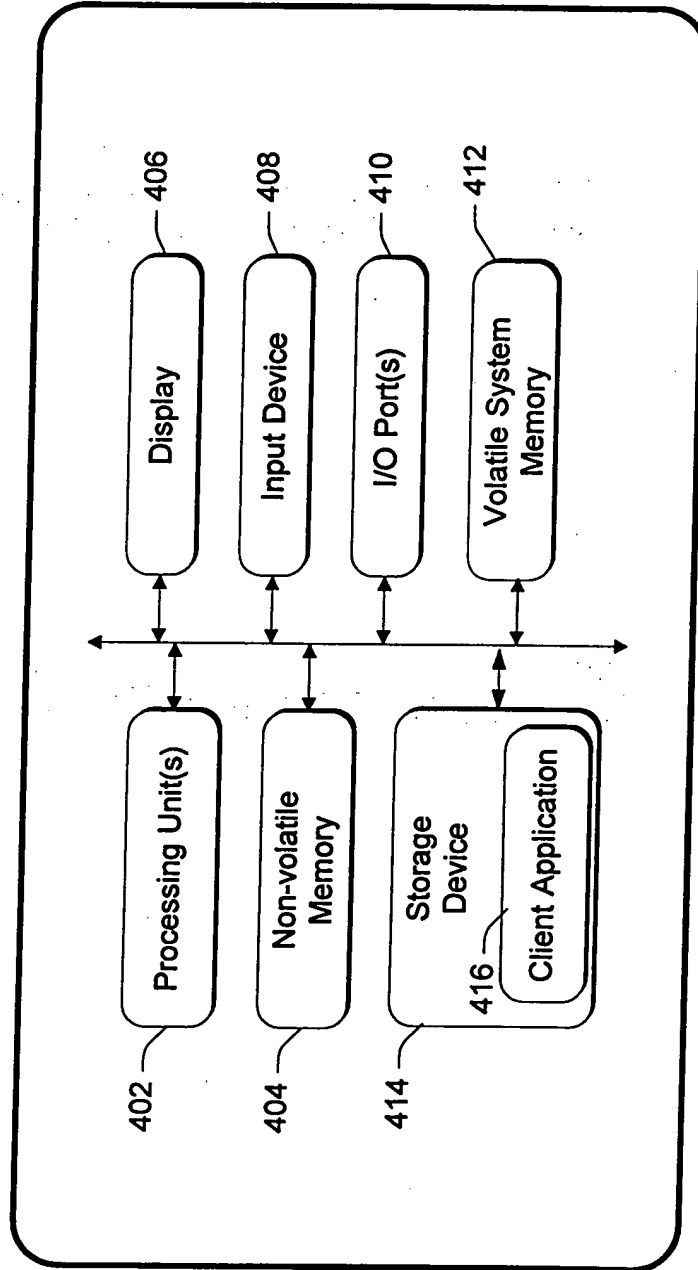 402
Processing Unit(s)
404
Non-volatile
Memory
414
Storage
Device
416
Client Application
Display
406
Input Device
408
I/O Port(s)
410
Volatile System
Memory
412